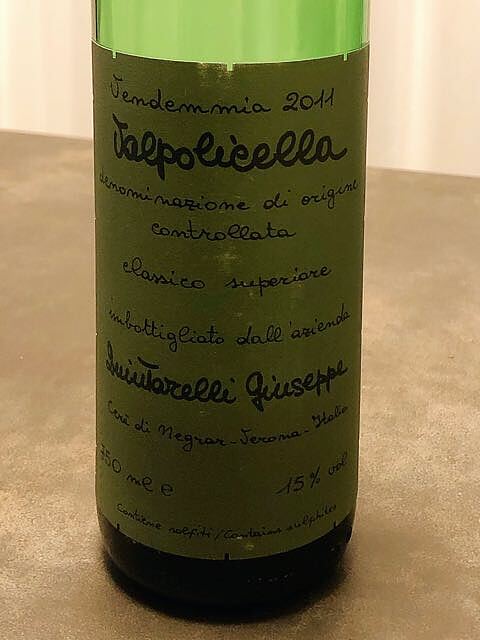 Vendemmia 2011
Valpolicella
denominazione di origine
controllata
classico superiore
imbottigliato dall'azienda
Quintarelli Giuseppe
Cerè di Negrar - Verona - Italia
750 ml e 15% vol
Contiene solfiti / Contains sulphites